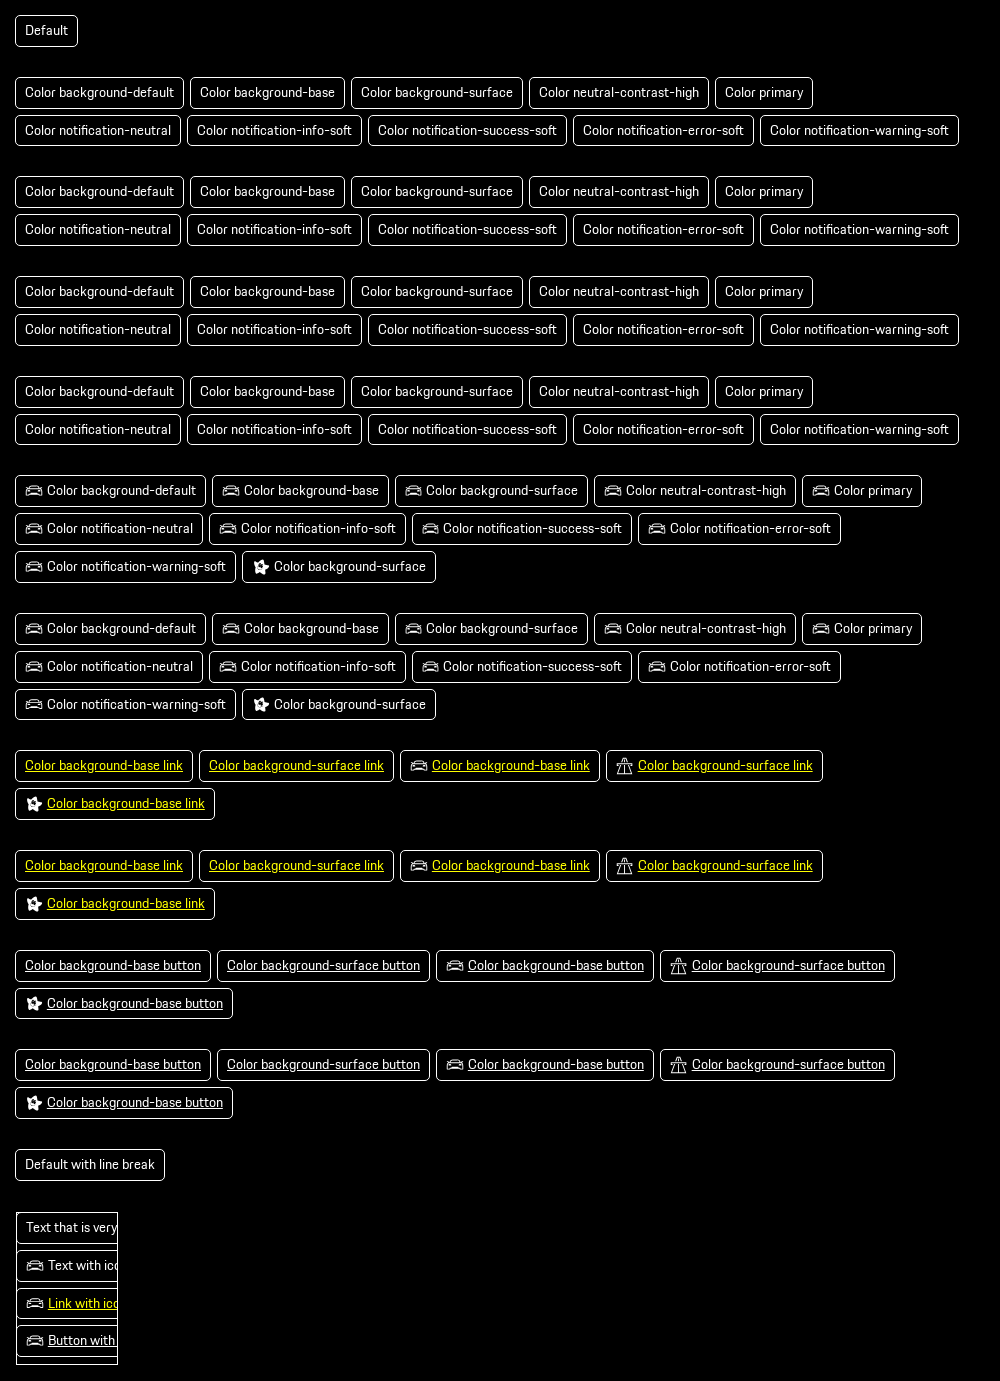 Default
Color background-default Color background-base Color background-surface Color neutral-contrast-high Color primary
Color notification-neutral Color notification-info-soft Color notification-success-soft Color notification-error-soft Color notification-warning-soft
Color background-default Color background-base Color background-surface Color neutral-contrast-high Color primary
Color notification-neutral Color notification-info-soft Color notification-success-soft Color notification-error-soft Color notification-warning-soft
Color background-default Color background-base Color background-surface Color neutral-contrast-high Color primary
Color notification-neutral Color notification-info-soft Color notification-success-soft Color notification-error-soft Color notification-warning-soft
Color background-default Color background-base Color background-surface Color neutral-contrast-high Color primary
Color notification-neutral Color notification-info-soft Color notification-success-soft Color notification-error-soft Color notification-warning-soft
Color background-default Color background-base Color background-surface Color neutral-contrast-high Color primary
Color notification-neutral Color notification-info-soft Color notification-success-soft Color notification-error-soft
Color notification-warning-soft Color background-surface
Color background-default Color background-base Color background-surface Color neutral-contrast-high Color primary
Color notification-neutral Color notification-info-soft Color notification-success-soft Color notification-error-soft
Color notification-warning-soft Color background-surface
Color background-base link Color background-surface link Color background-base link Color background-surface link
Color background-base link
Color background-base link Color background-surface link Color background-base link Color background-surface link
Color background-base link
Color background-base button Color background-surface button Color background-base button Color background-surface button
Color background-base button
Color background-base button Color background-surface button Color background-base button Color background-surface button
Color background-base button
Default with line break
Text that is very
Text with ico
Link with ico
Button with